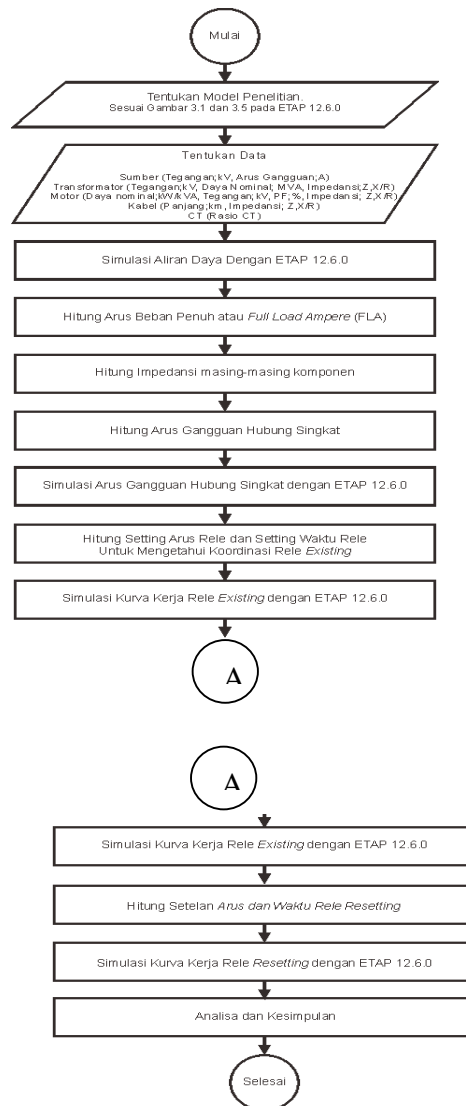 Mulai
Tentukan Model Penelitian.
Sesuai Gambar 3.1 dan 3.5 pada ETAP 12.6.0
Tentukan Data
Sumber (Tegangan;kV, Arus Gangguan;A)
Transformator (Tegangan;kV, Daya Nominal; MVA, Impedansi;Z,X/R)
Motor (Daya nominal;kW/kVA, Tegangan; kV, PF;%, Impedansi; Z,X/R)
Kabel (Panjang;km, Impedansi; Z,X/R)
CT (Rasio CT)
Simulasi Aliran Daya Dengan ETAP 12.6.0
Hitung Arus Beban Penuh atau Full Load Ampere (FLA)
Hitung Impedansi masing-masing komponen
Hitung Arus Gangguan Hubung Singkat
Simulasi Arus Gangguan Hubung Singkat dengan ETAP 12.6.0
Hitung Setting Arus Rele dan Setting Waktu Rele
Untuk Mengetahui Koordinasi Rele Existing
Simulasi Kurva Kerja Rele Existing dengan ETAP 12.6.0
A
A
Simulasi Kurva Kerja Rele Existing dengan ETAP 12.6.0
Hitung Setelan Arus dan Waktu Rele Resetting
Simulasi Kurva Kerja Rele Resetting dengan ETAP 12.6.0
Analisa dan Kesimpulan
Selesai